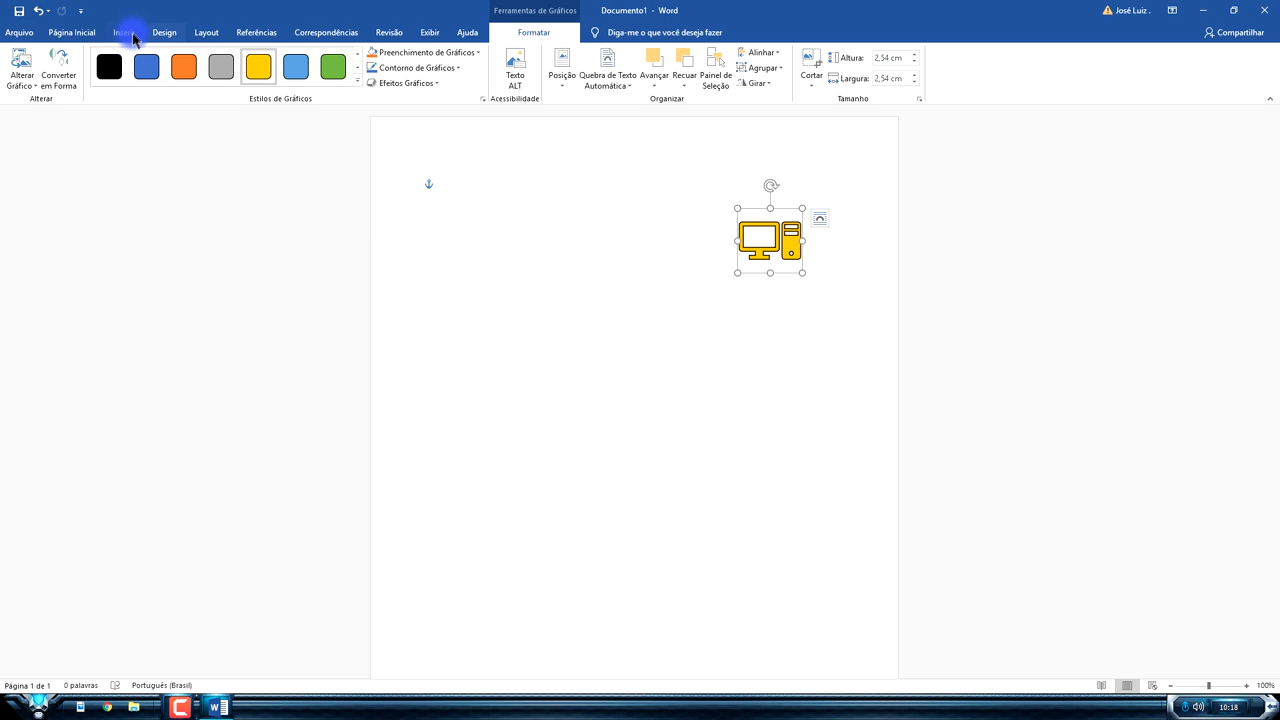 Ferramentas de Gráficos
Documento1 - Word
José Luiz .
Arquivo
Página Inicial
Design
Layout
Referências
Correspondências
Revisão
Exibir
Ajuda
Formatar
Diga-me o que você deseja fazer
Compartilhar
Alterar Gráfico
Converter em Forma
Alterar
Preenchimento de Gráficos
Contorno de Gráficos
Efeitos Gráficos
Estilos de Gráficos
Texto ALT
Acessibilidade
Posição
Quebra de Texto Automática
Avançar
Recuar
Painel de Seleção
Alinhar
Agrupar
Girar
Organizar
Cortar
Altura: 2,54 cm
Largura: 2,54 cm
Tamanho
Página 1 de 1
0 palavras
Português (Brasil)
100%
10:18